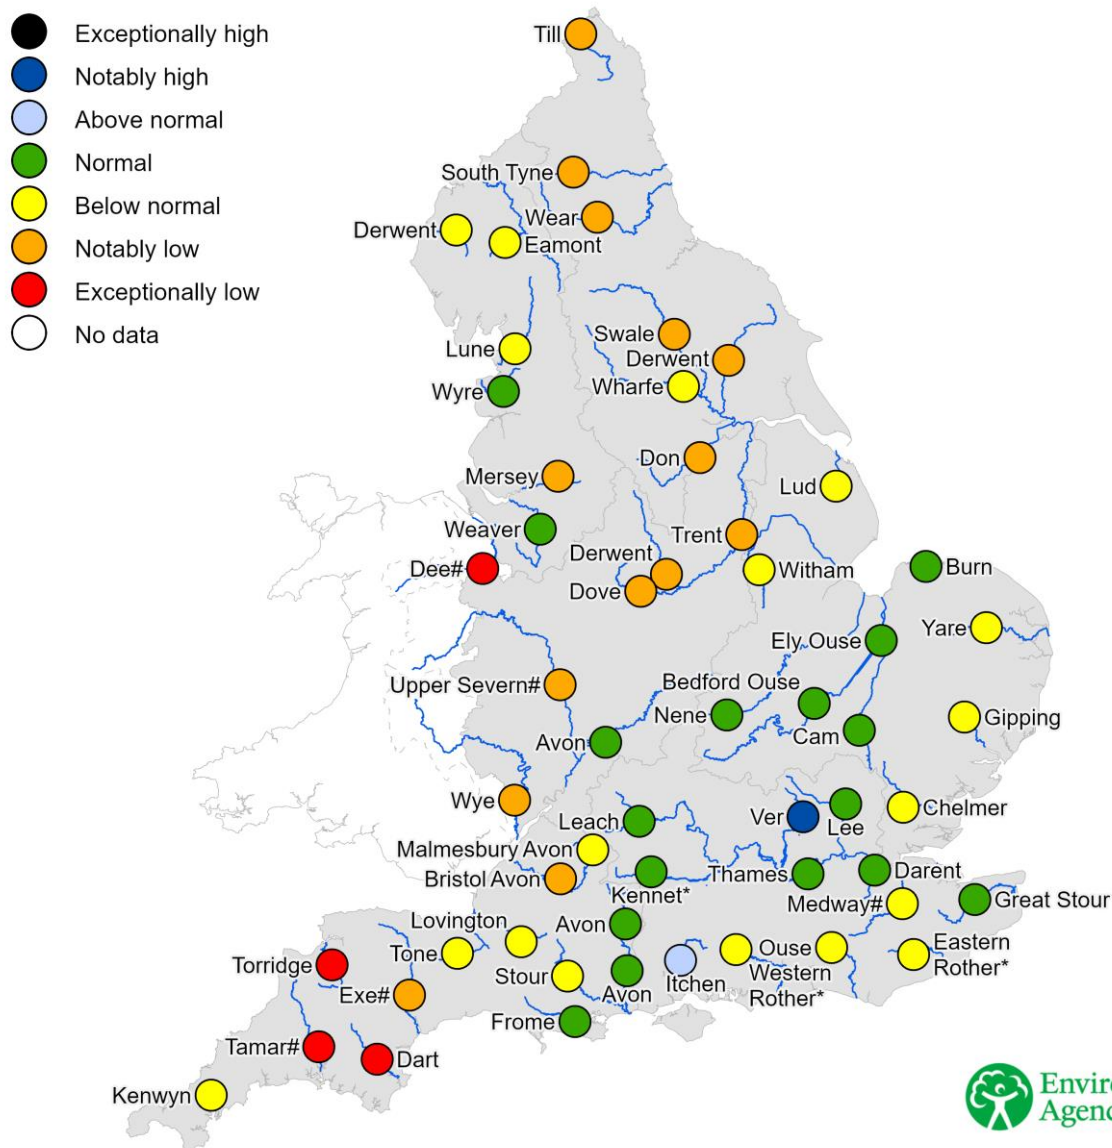 Exceptionally high
Notably high
Above normal
Normal
Below normal
Notably low
Exceptionally low
No data
Till
South Tyne
Wear
Derwent
Eamont
Swale
Lune
Derwent
Wharfe
Wyre
Don
Mersey
Lud
Weaver
Trent
Derwent
Dee#
Witham
Burn
Dove
Yare
Ely Ouse
Upper Severn#
Bedford Ouse
Nene
Gipping
Cam
Avon
Wye
Leach
Ver
Lee
Chelmer
Malmesbury Avon
Bristol Avon
Kennet*
Thames
Darent
Medway#
Great Stour
Lovington
Avon
Tone
Ouse
Eastern
Rother*
Torridge
Stour
Itchen
Western
Rother*
Exe#
Avon
Frome
Tamar#
Dart
Kenwyn
Enviro
Agenc